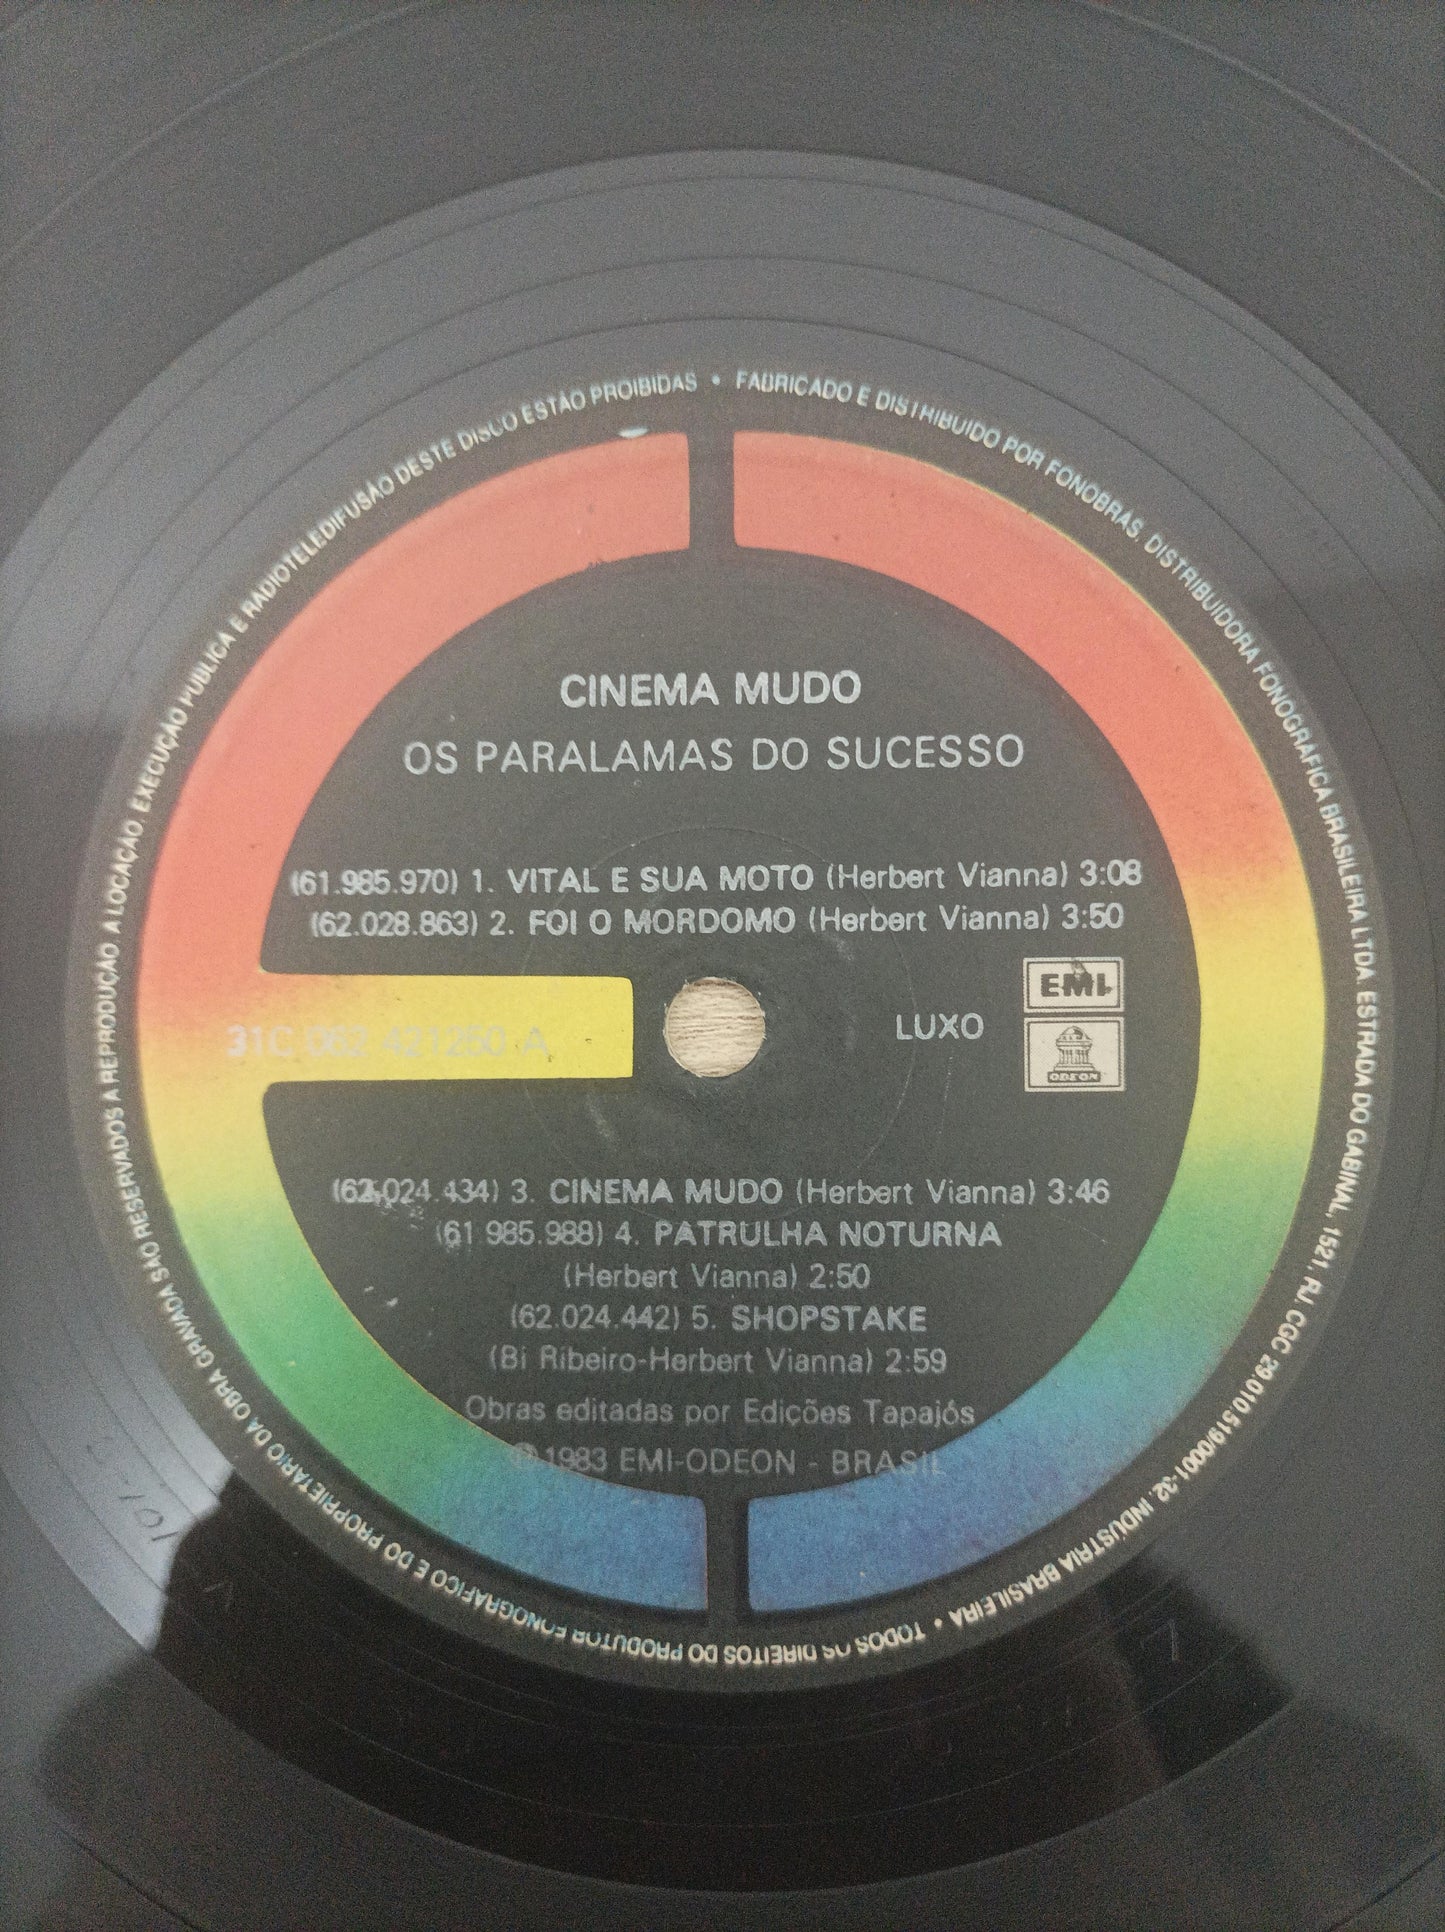 CINEMA MUDO
OS PARALAMAS DO SUCESSO
(61.985.970) 1. VITAL E SUA MOTO (Herbert Vianna) 3:08
(62.028.863) 2. FOI O MORDOMO (Herbert Vianna) 3:50
31C 062 421250 A
LUXO
EMI
ODEON
(62.024.434) 3. CINEMA MUDO (Herbert Vianna) 3:46
(61.985.988) 4. PATRULHA NOTURNA
(Herbert Vianna) 2:50
(62.024.442) 5. SHOPSTAKE
(Bi Ribeiro-Herbert Vianna) 2:59
Obras editadas por Edições Tapajós
℗ 1983 EMI-ODEON - BRASIL
TODOS OS DIREITOS DO PRODUTOR FONOGRÁFICO E DO PROPRIETÁRIO DA OBRA GRAVADA SÃO RESERVADOS A REPRODUÇÃO, A LOCAÇÃO, EXECUÇÃO PÚBLICA E RADIOTELEDIFUSÃO DESTE DISCO ESTÃO PROIBIDAS • FABRICADO E DISTRIBUIDO POR FONOBRAS, DISTRIBUIDORA FONOGRÁFICA BRASILEIRA LTDA. ESTRADA DO GABINAL, 1521, RJ, CGC 29.010.519/0001-32. INDÚSTRIA BRASILEIRA •